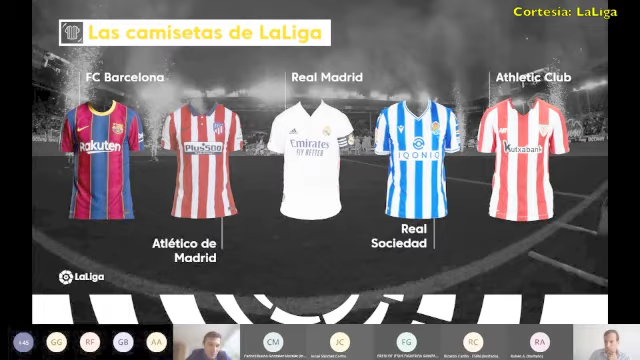 Cortesía: LaLiga
Las camisetas de LaLiga
FC Barcelona
Real Madrid
Athletic Club
Rakuten
Plus500
Emirates
FLY BETTER
IQONIQ
Kutxabank
Atlético de
Madrid
Real
Sociedad
LaLiga
+45
GG
RF
GB
AA
CM
JC
FG
RC
RA